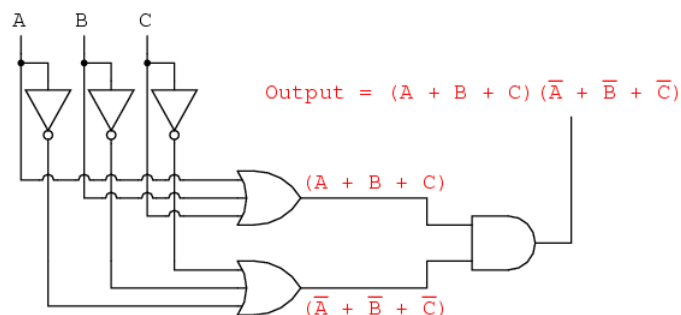 A B C
Output = (A + B + C)(A̅ + B̅ + C̅)
(A + B + C)
(A̅ + B̅ + C̅)